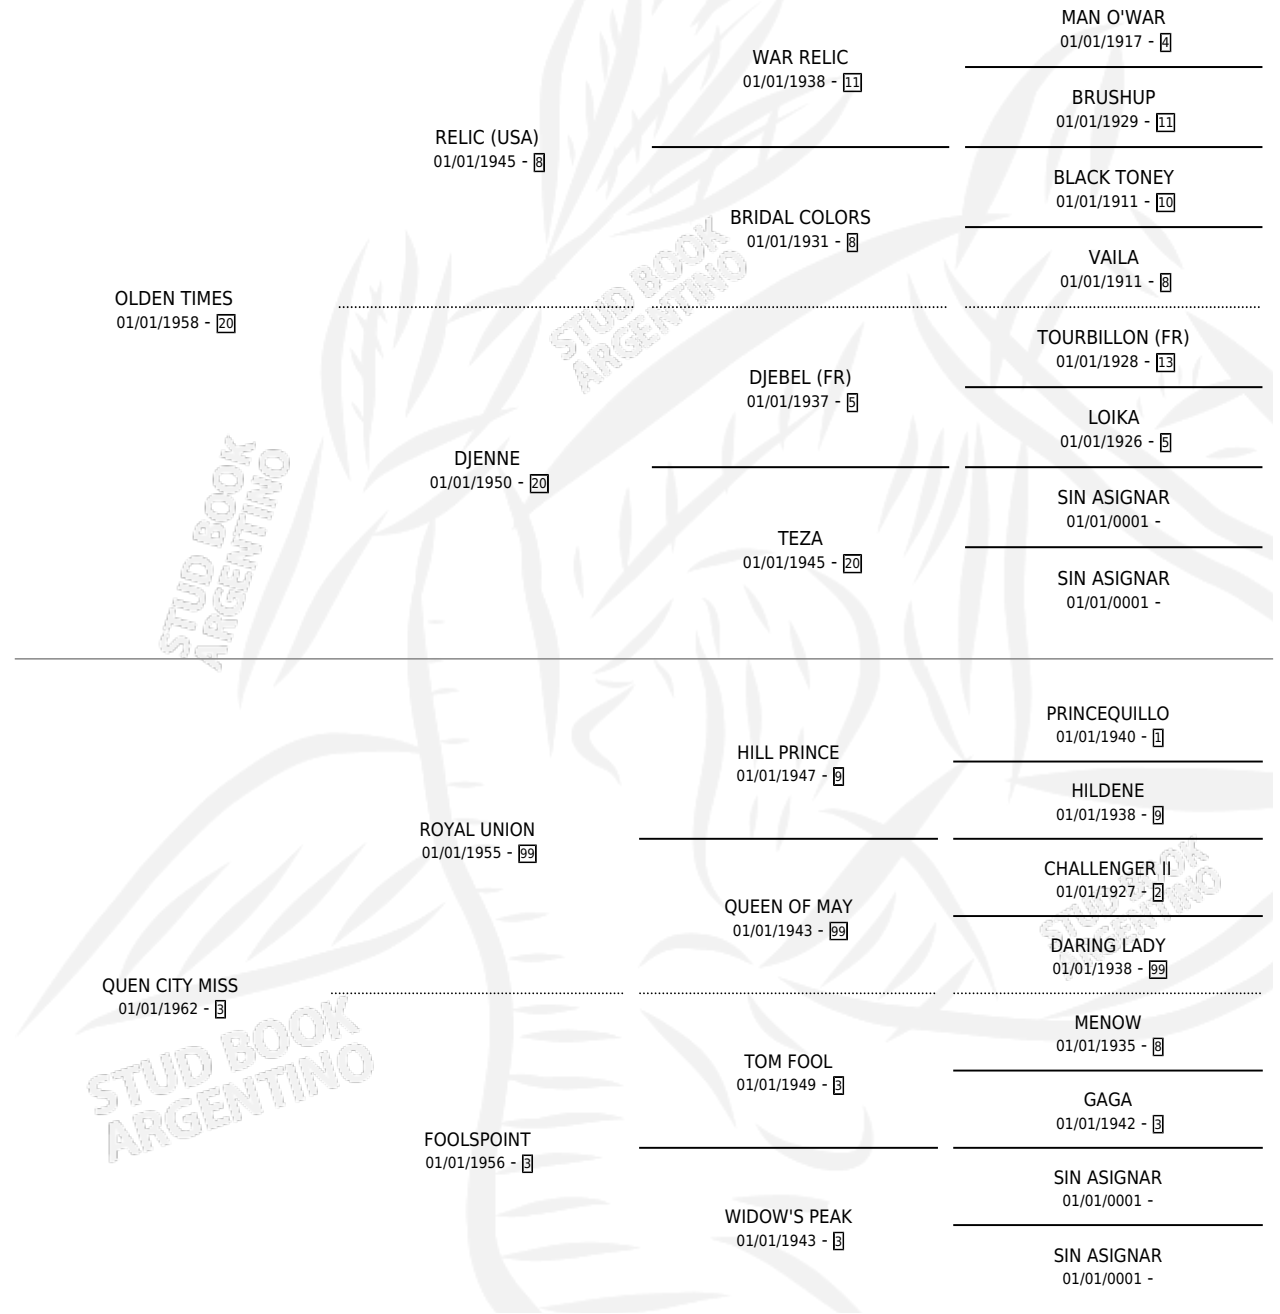 MAN O'WAR
01/01/1917 - 4
WAR RELIC
01/01/1938 - 11
BRUSHUP
01/01/1929 - 11
RELIC (USA)
01/01/1945 - 8
BLACK TONEY
01/01/1911 - 10
BRIDAL COLORS
01/01/1931 - 8
VAILA
01/01/1911 - 8
OLDEN TIMES
01/01/1958 - 20
TOURBILLON (FR)
01/01/1928 - 13
DJEBEL (FR)
01/01/1937 - 5
LOIKA
01/01/1926 - 5
DJENNE
01/01/1950 - 20
SIN ASIGNAR
01/01/0001 -
TEZA
01/01/1945 - 20
SIN ASIGNAR
01/01/0001 -
PRINCEQUILLO
01/01/1940 - 1
HILL PRINCE
01/01/1947 - 9
HILDENE
01/01/1938 - 9
ROYAL UNION
01/01/1955 - 99
CHALLENGER II
01/01/1927 - 2
QUEEN OF MAY
01/01/1943 - 99
DARING LADY
01/01/1938 - 99
QUEN CITY MISS
01/01/1962 - 3
MENOW
01/01/1935 - 8
TOM FOOL
01/01/1949 - 3
GAGA
01/01/1942 - 3
FOOLSPOINT
01/01/1956 - 3
SIN ASIGNAR
01/01/0001 -
WIDOW'S PEAK
01/01/1943 - 3
SIN ASIGNAR
01/01/0001 -
STUD BOOK
ARGENTINO
STUD BOOK
ARGENTINO
STUD BOOK
ARGENTINO
STUD BOOK
ARGENTINO